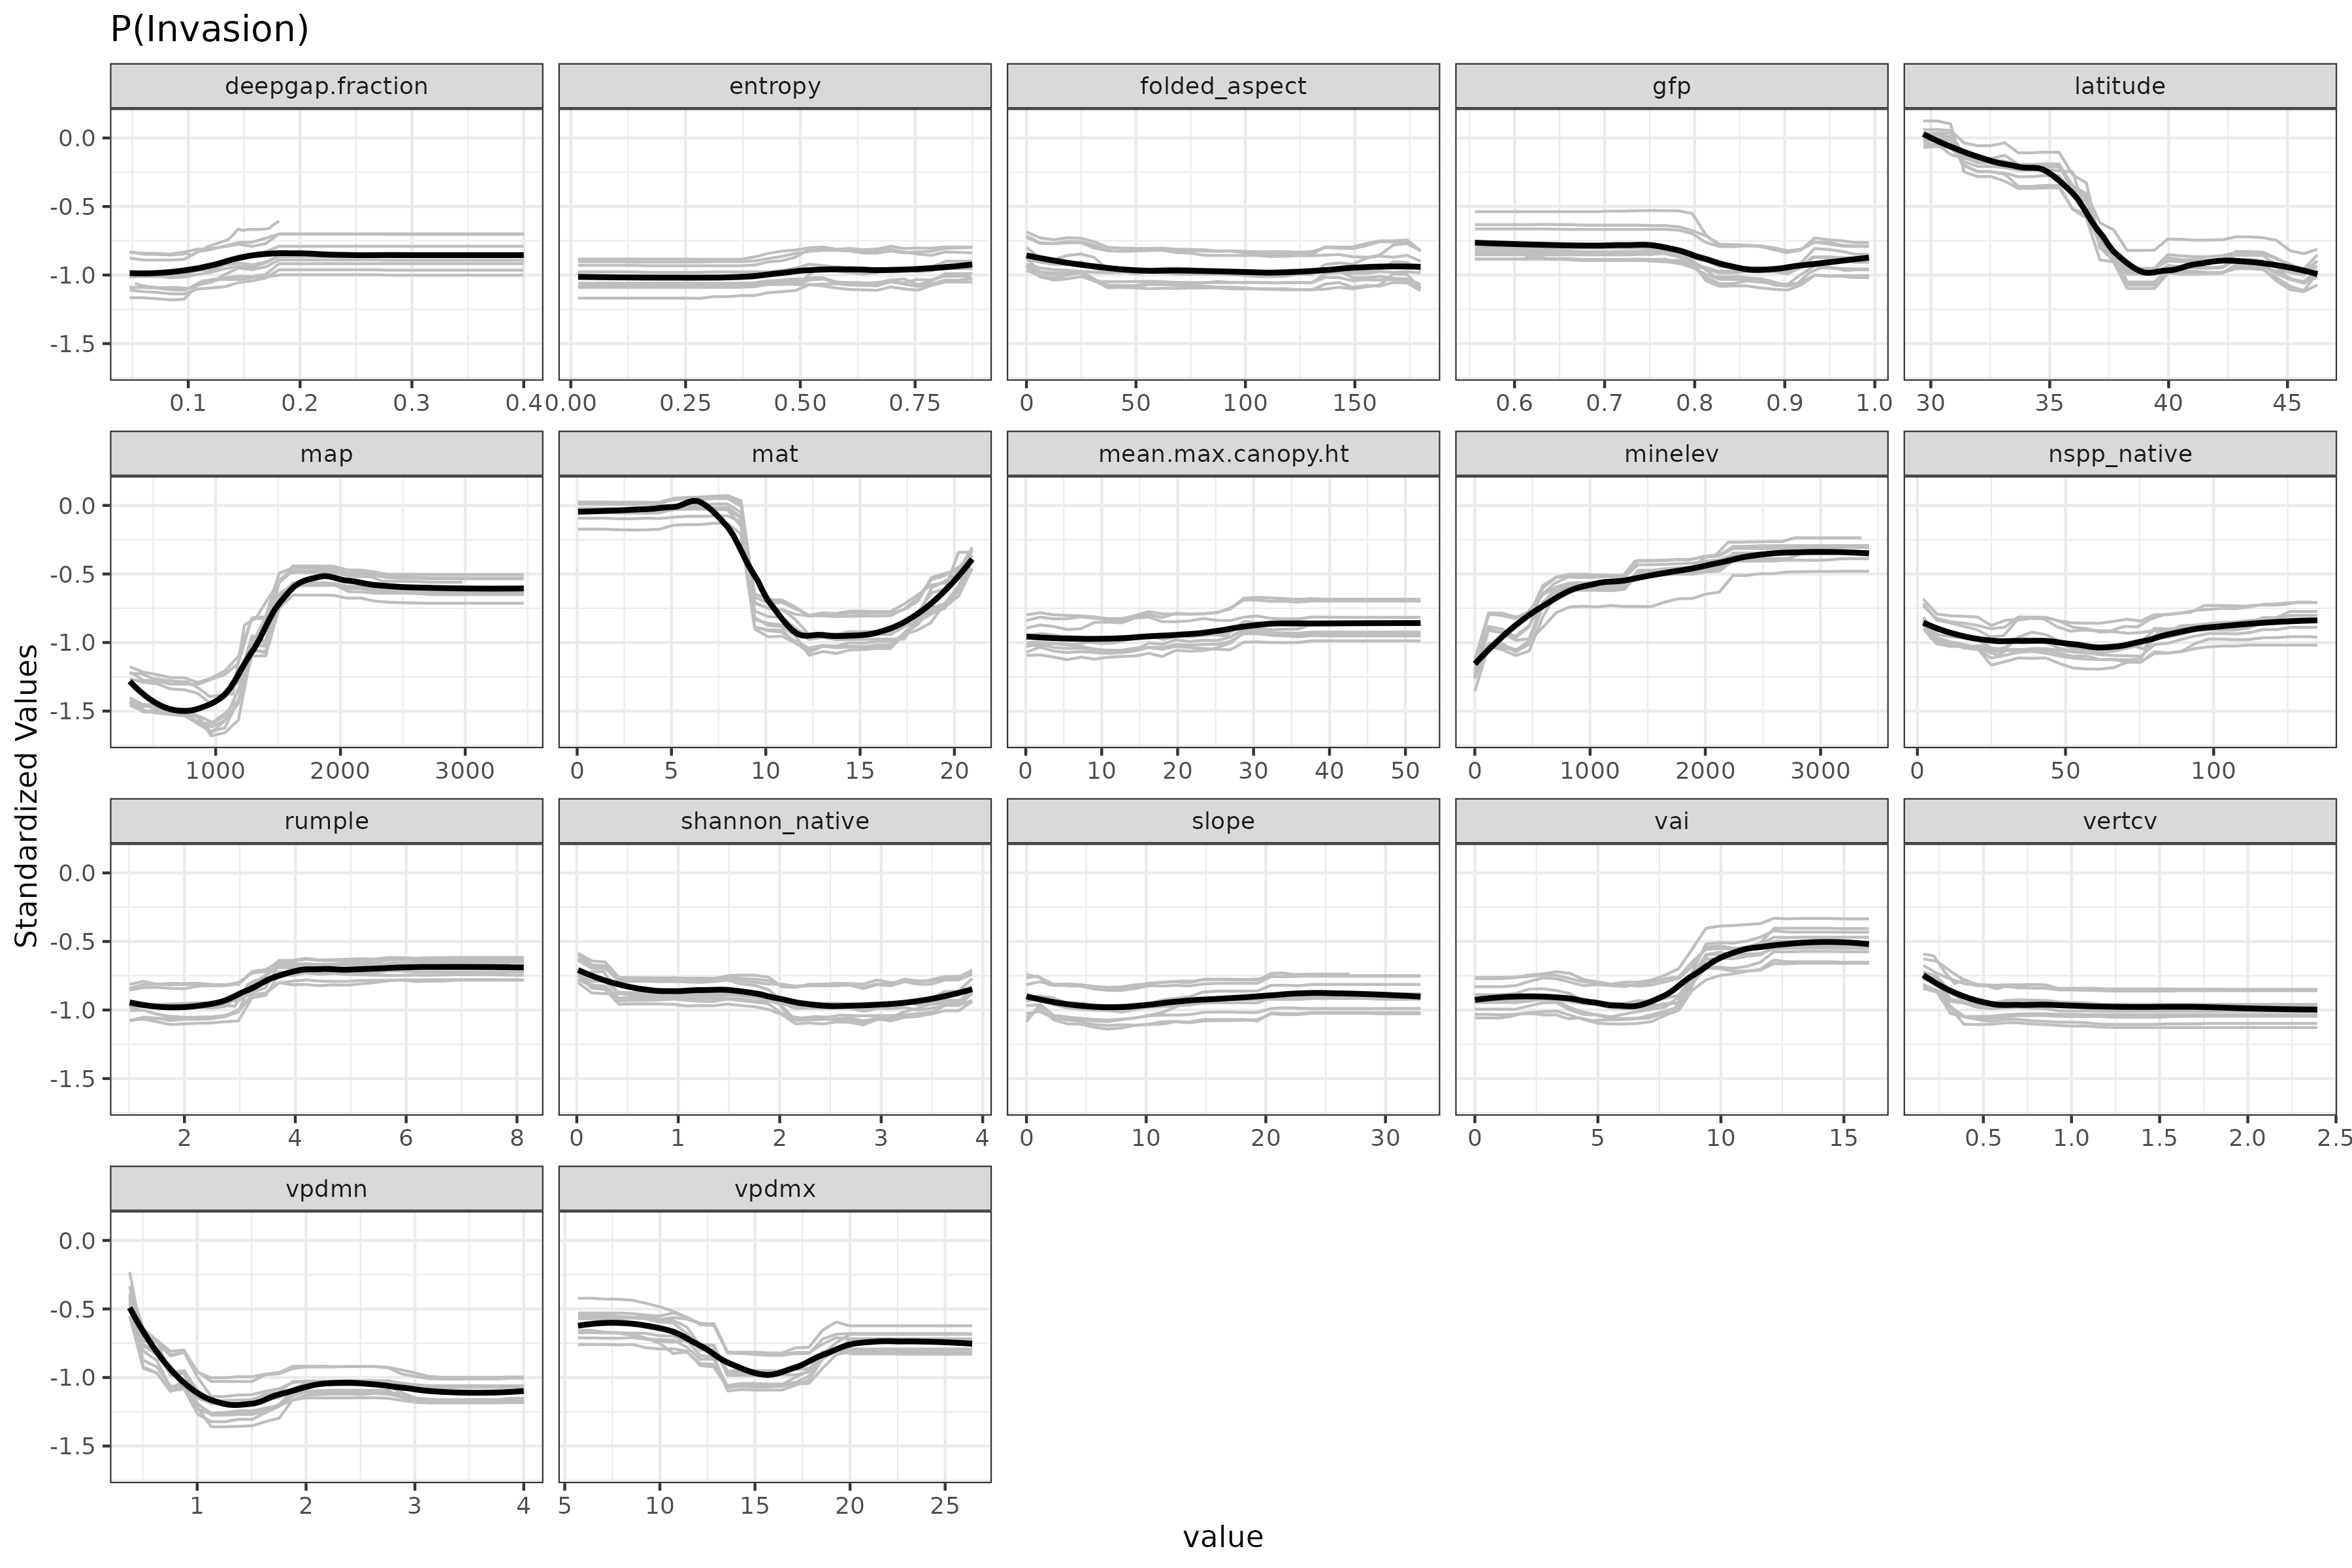 P(Invasion)
deepgap.fraction entropy folded_aspect gfp latitude
0.0
-0.5
-1.0
-1.5
0.1 0.2 0.3 0.4 0.00 0.25 0.50 0.75 0 50 100 150 0.6 0.7 0.8 0.9 1.0 30 35 40 45
map mat mean.max.canopy.ht minelev nspp_native
0.0
-0.5
-1.0
-1.5
1000 2000 3000 0 5 10 15 20 0 10 20 30 40 50 0 1000 2000 3000 0 50 100
Standardized Values
rumple shannon_native slope vai vertcv
0.0
-0.5
-1.0
-1.5
2 4 6 8 0 1 2 3 4 0 10 20 30 0 5 10 15 0.5 1.0 1.5 2.0 2.5
vpdmn vpdmx
0.0
-0.5
-1.0
-1.5
1 2 3 4 5 10 15 20 25
value